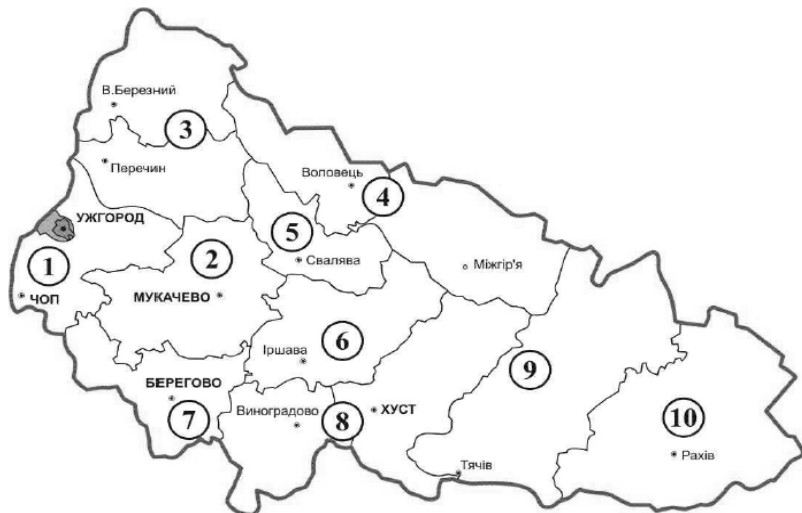 В.Березний
3
Перечин
Воловець
4
УЖГОРОД
5
2
Свалява
Міжгір'я
1
ЧОП
МУКАЧЕВО
6
Іршава
9
БЕРЕГОВО
7
Виноградово
8
ХУСТ
10
Тячів
Рахів